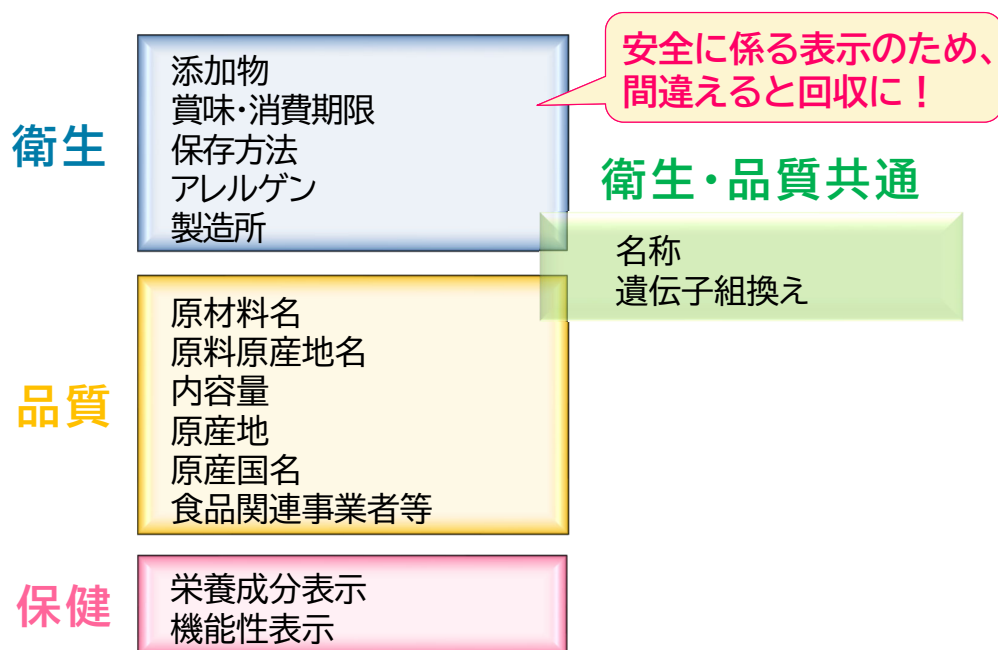 衛生
添加物
賞味・消費期限
保存方法
アレルゲン
製造所
安全に係る表示のため、
間違えると回収に！
衛生・品質共通
名称
遺伝子組換え
品質
原材料名
原料原産地名
内容量
原産地
原産国名
食品関連事業者等
保健
栄養成分表示
機能性表示